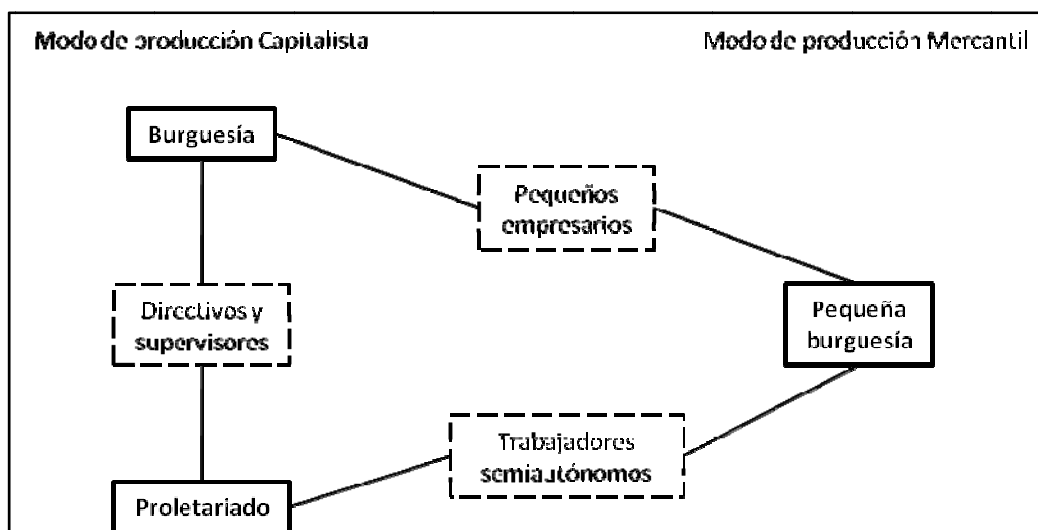 Modo de producción Capitalista
Modo de producción Mercantil
Burguesía
Pequeños
empresarios
Directivos y
supervisores
Pequeña
burguesía
Trabajadores
semiautónomos
Proletariado